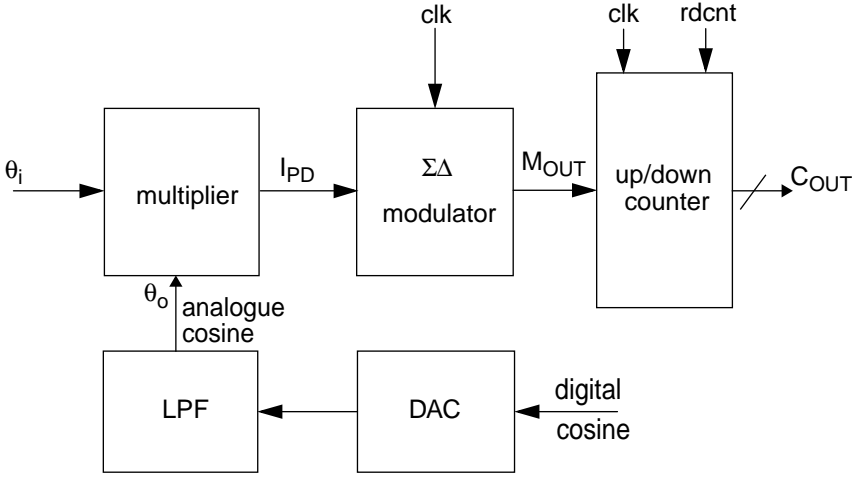 clk
clk
rdcnt
θi
multiplier
IPD
ΣΔ
modulator
MOUT
up/down
counter
COUT
θo
analogue
cosine
LPF
DAC
digital
cosine